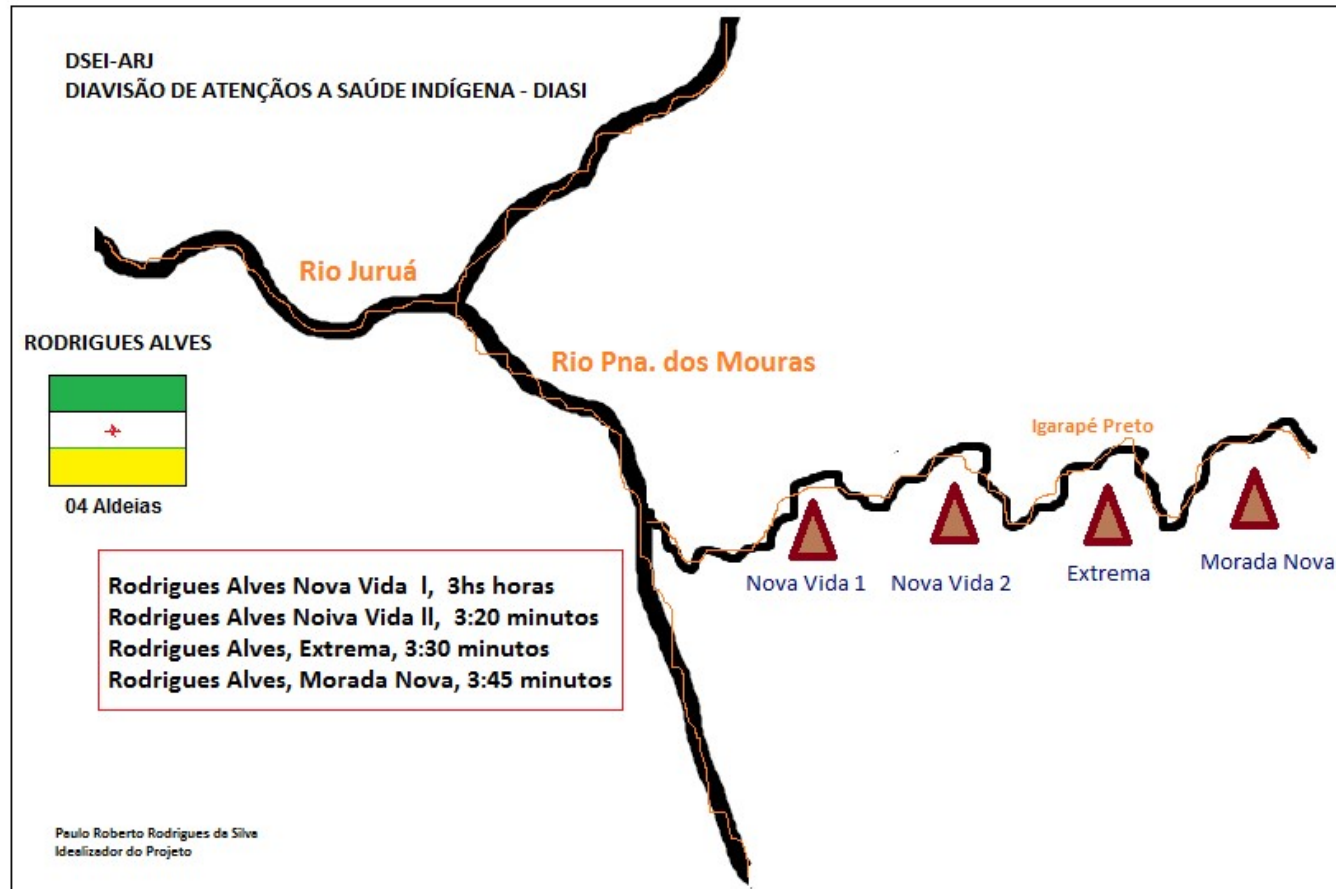 DSEI-ARJ
DIAVISÃO DE ATENÇÃOS A SAÚDE INDÍGENA - DIASI
Rio Juruá
RODRIGUES ALVES
Rio Pna. dos Mouras
Igarapé Preto
04 Aldeias
Nova Vida 1
Nova Vida 2
Extrema
Morada Nova
Rodrigues Alves Nova Vida l, 3hs horas
Rodrigues Alves Noiva Vida ll, 3:20 minutos
Rodrigues Alves, Extrema, 3:30 minutos
Rodrigues Alves, Morada Nova, 3:45 minutos
Paulo Roberto Rodrigues da Silva
Idealizador do Projeto